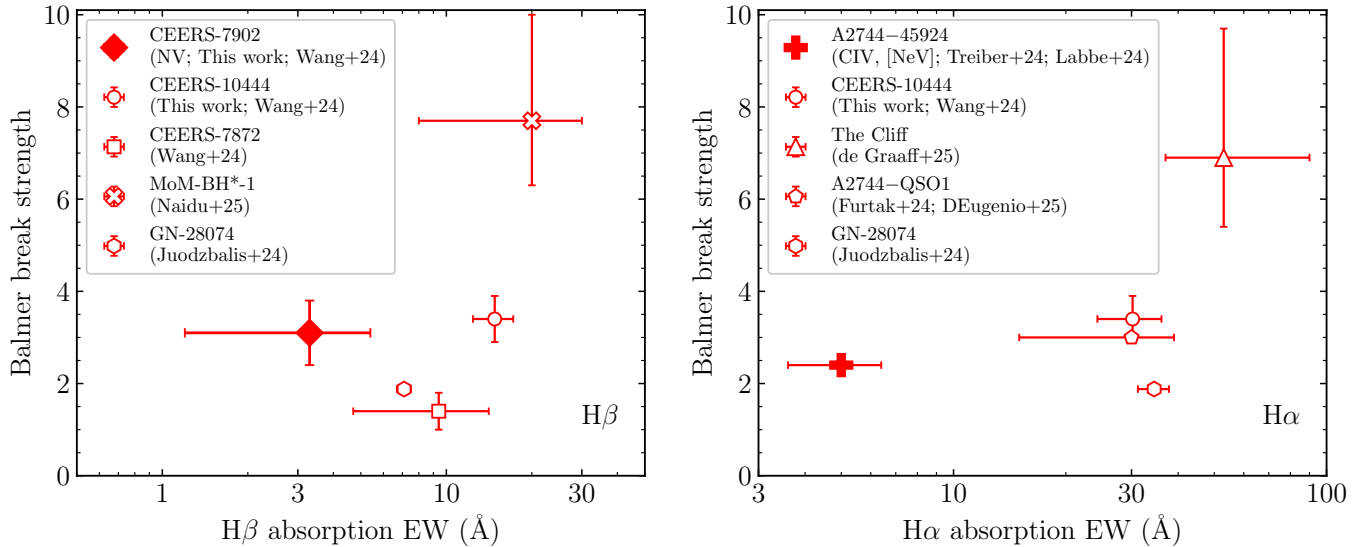 10
8
6
4
2
0
Balmer break strength
CEERS-7902
(NV; This work; Wang+24)
CEERS-10444
(This work; Wang+24)
CEERS-7872
(Wang+24)
MoM-BH*-1
(Naidu+25)
GN-28074
(Juodzbalis+24)
Hβ
1 3 10 30
Hβ absorption EW (Å)
10
8
6
4
2
0
Balmer break strength
A2744−45924
(CIV, [NeV]; Treiber+24; Labbe+24)
CEERS-10444
(This work; Wang+24)
The Cliff
(de Graaff+25)
A2744−QSO1
(Furtak+24; DEugenio+25)
GN-28074
(Juodzbalis+24)
Hα
3 10 30 100
Hα absorption EW (Å)